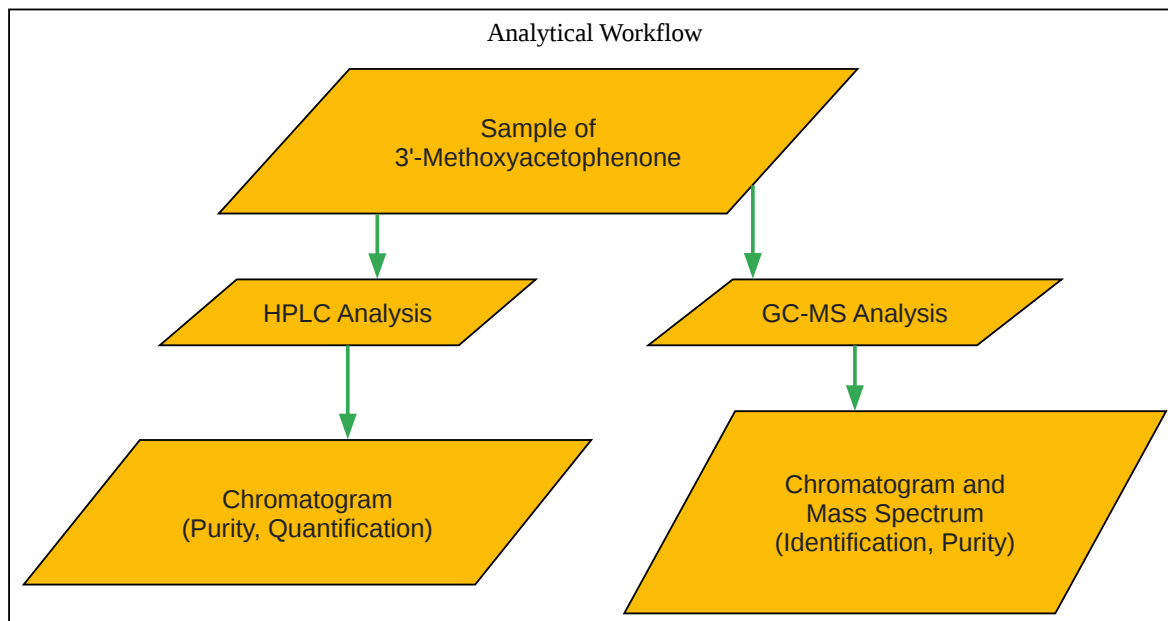 Analytical Workflow
Sample of
3'-Methoxyacetophenone
HPLC Analysis
GC-MS Analysis
Chromatogram
(Purity, Quantification)
Chromatogram and
Mass Spectrum
(Identification, Purity)